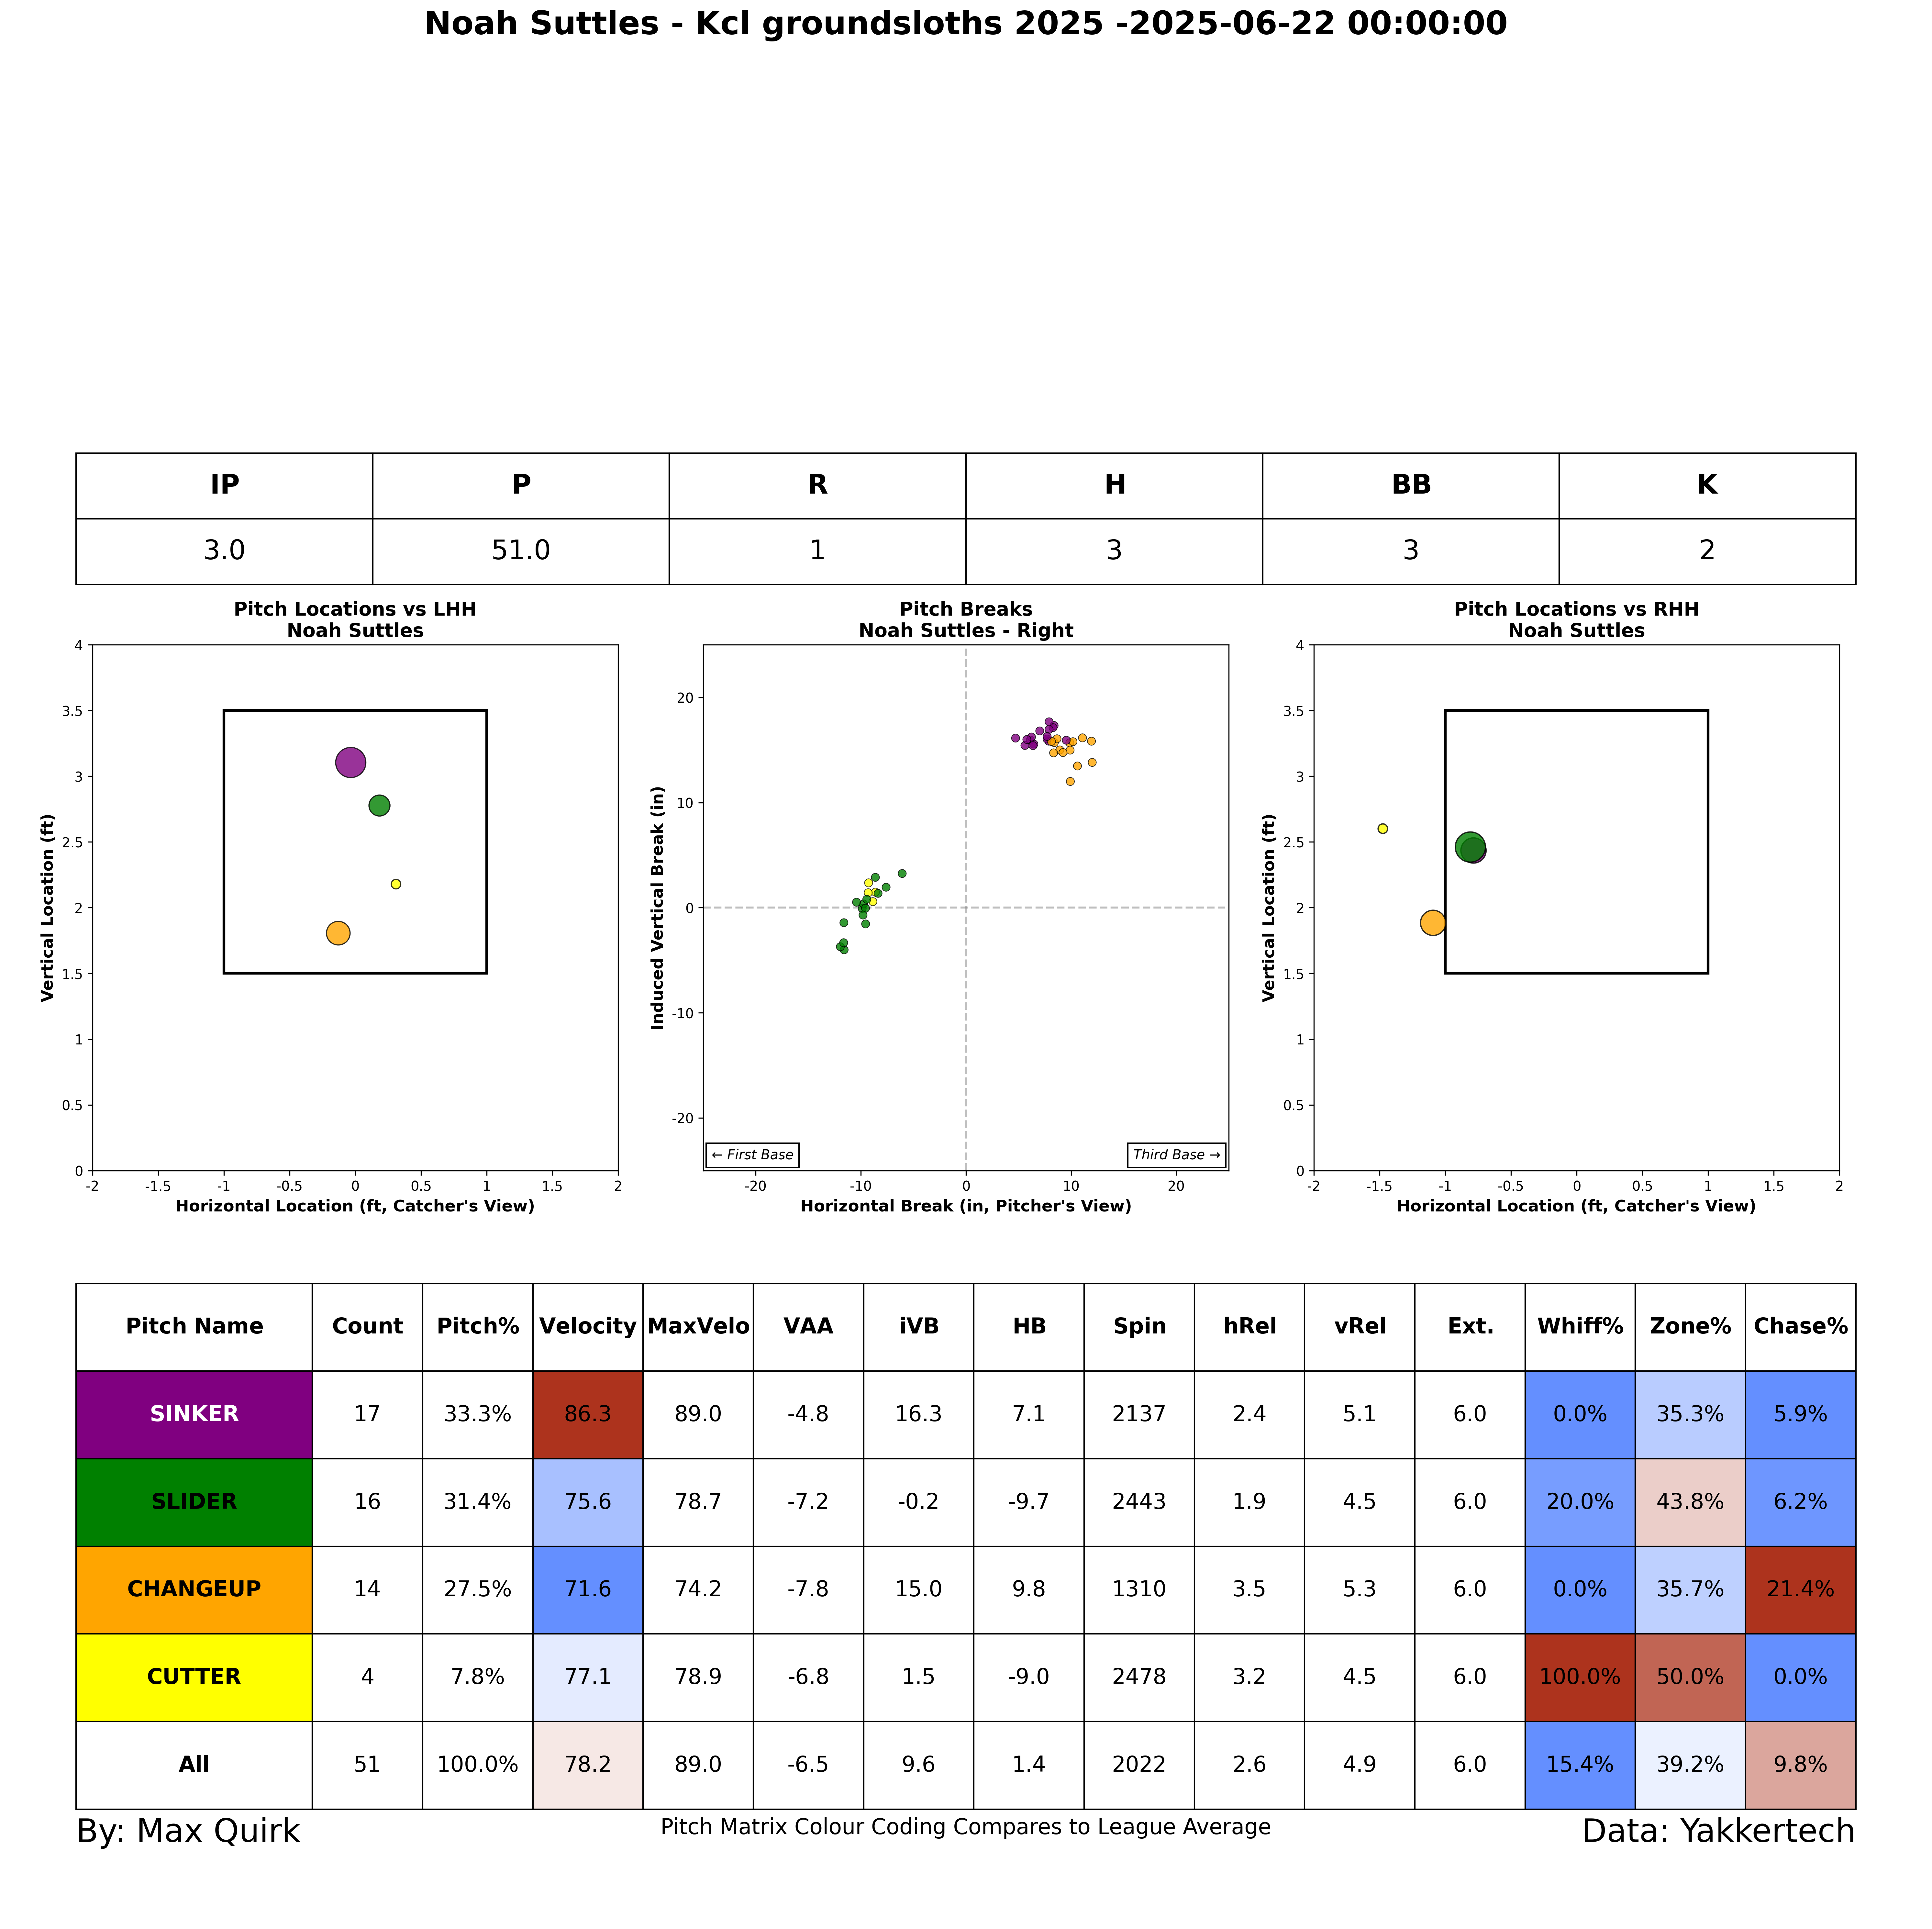 Noah Suttles - Kcl groundsloths 2025 -2025-06-22 00:00:00
IP P R H BB K
3.0 51.0 1 3 3 2
Pitch Locations vs LHH
Noah Suttles
4
3.5
3
2.5
2
1.5
1
0.5
0
Vertical Location (ft)
-2 -1.5 -1 -0.5 0 0.5 1 1.5 2
Horizontal Location (ft, Catcher's View)
Pitch Breaks
Noah Suttles - Right
20
10
0
-10
-20
Induced Vertical Break (in)
← First Base
Third Base →
-20 -10 0 10 20
Horizontal Break (in, Pitcher's View)
Pitch Locations vs RHH
Noah Suttles
4
3.5
3
2.5
2
1.5
1
0.5
0
Vertical Location (ft)
-2 -1.5 -1 -0.5 0 0.5 1 1.5 2
Horizontal Location (ft, Catcher's View)
Pitch Name Count Pitch% Velocity MaxVelo VAA iVB HB Spin hRel vRel Ext. Whiff% Zone% Chase%
SINKER 17 33.3% 86.3 89.0 -4.8 16.3 7.1 2137 2.4 5.1 6.0 0.0% 35.3% 5.9%
SLIDER 16 31.4% 75.6 78.7 -7.2 -0.2 -9.7 2443 1.9 4.5 6.0 20.0% 43.8% 6.2%
CHANGEUP 14 27.5% 71.6 74.2 -7.8 15.0 9.8 1310 3.5 5.3 6.0 0.0% 35.7% 21.4%
CUTTER 4 7.8% 77.1 78.9 -6.8 1.5 -9.0 2478 3.2 4.5 6.0 100.0% 50.0% 0.0%
All 51 100.0% 78.2 89.0 -6.5 9.6 1.4 2022 2.6 4.9 6.0 15.4% 39.2% 9.8%
By: Max Quirk
Pitch Matrix Colour Coding Compares to League Average
Data: Yakkertech